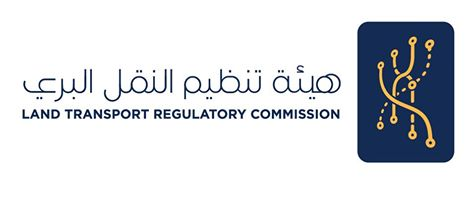 هيئة تنظيم النقل البري
LAND TRANSPORT REGULATORY COMMISSION